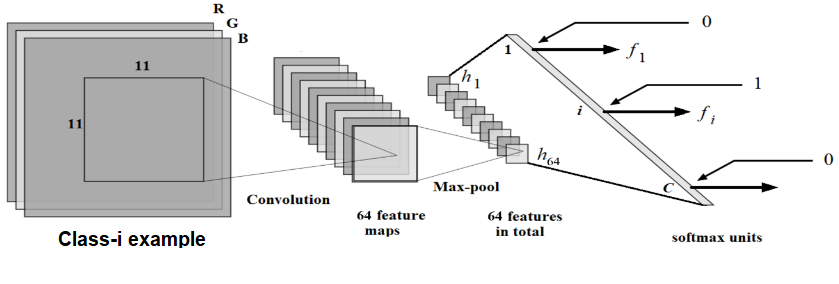 R
G
B
11
11
Class-i example
Convolution
64 feature
maps
Max-pool
h1
h64
64 features
in total
1
i
C
0
f1
1
fi
0
softmax units